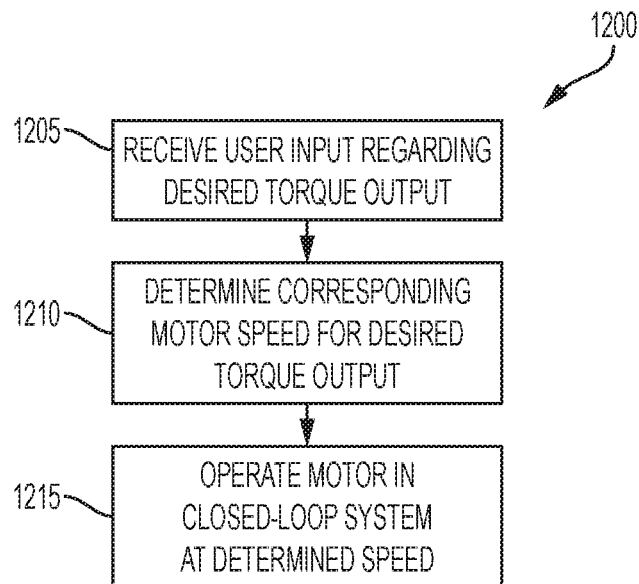 1200
1205
RECEIVE USER INPUT REGARDING
DESIRED TORQUE OUTPUT
1210
DETERMINE CORRESPONDING
MOTOR SPEED FOR DESIRED
TORQUE OUTPUT
1215
OPERATE MOTOR IN
CLOSED-LOOP SYSTEM
AT DETERMINED SPEED